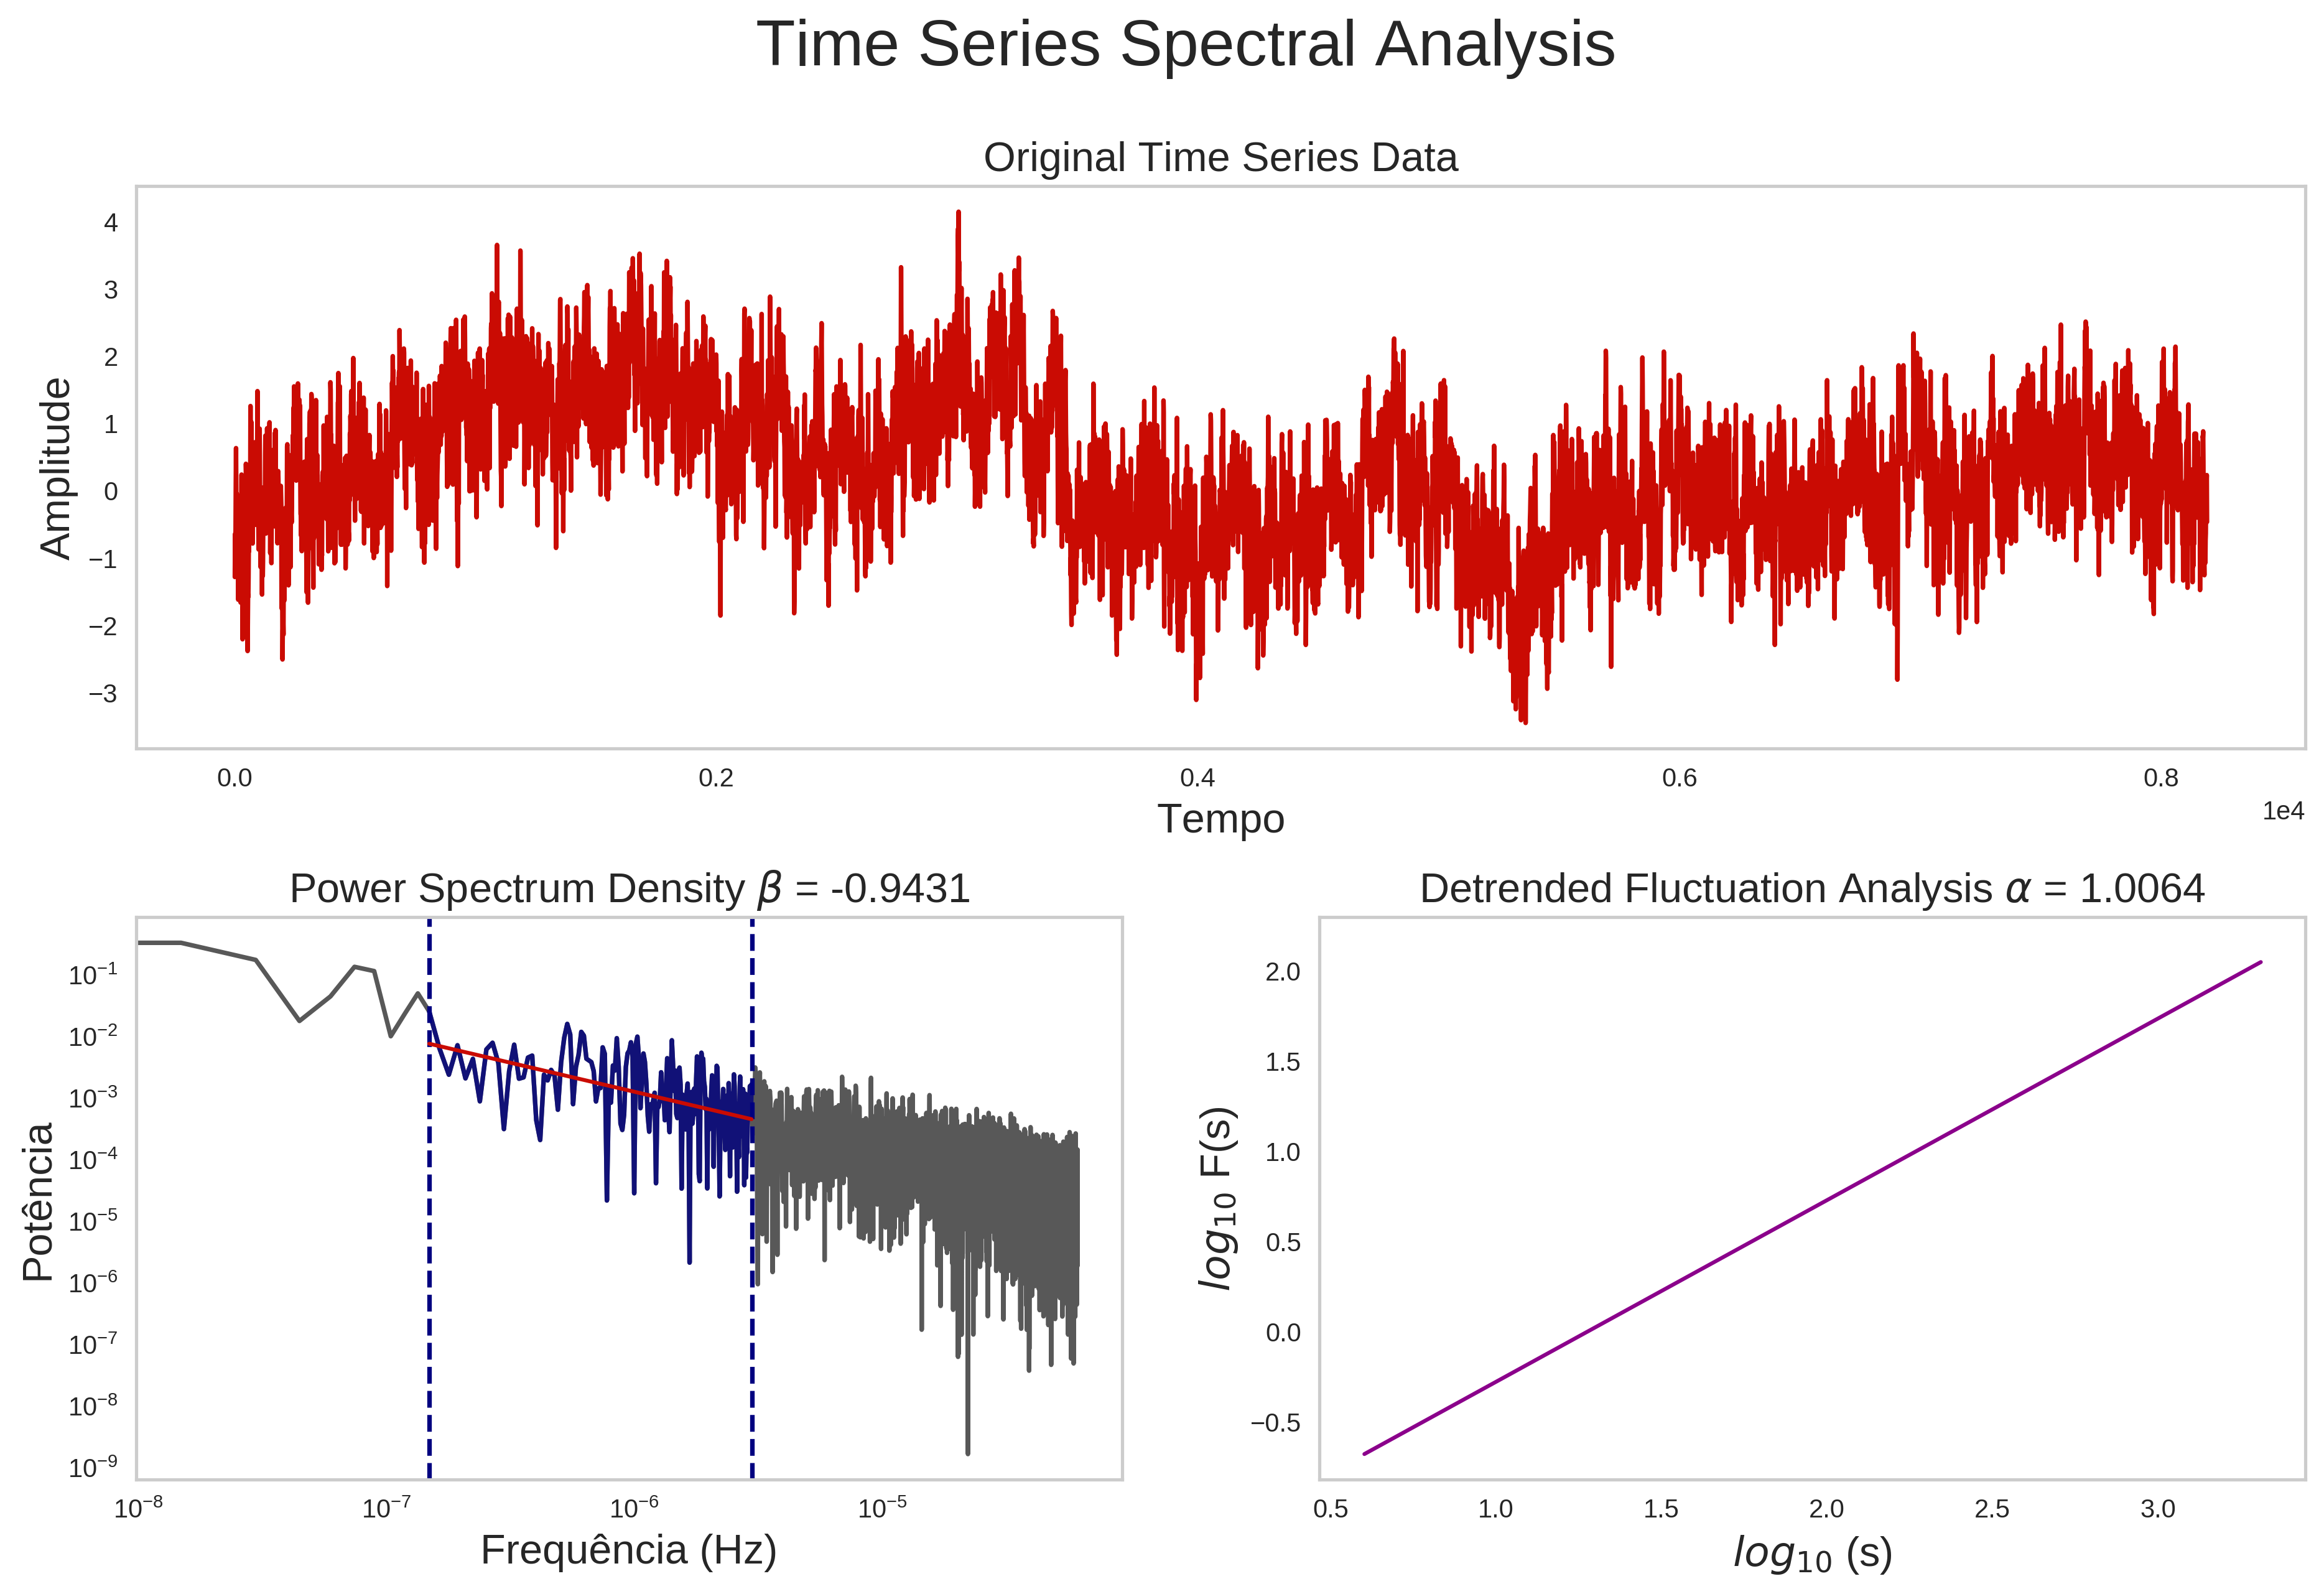 Time Series Spectral Analysis
Original Time Series Data
4
3
2
1
0
−1
−2
−3
Amplitude
0.0 0.2 0.4 0.6 0.8
1e4
Tempo
Power Spectrum Density β = -0.9431
10⁻¹
10⁻²
10⁻³
10⁻⁴
10⁻⁵
10⁻⁶
10⁻⁷
10⁻⁸
10⁻⁹
Potência
10⁻⁸ 10⁻⁷ 10⁻⁶ 10⁻⁵
Frequência (Hz)
Detrended Fluctuation Analysis α = 1.0064
2.0
1.5
1.0
0.5
0.0
−0.5
log₁₀ F(s)
0.5 1.0 1.5 2.0 2.5 3.0
log₁₀ (s)